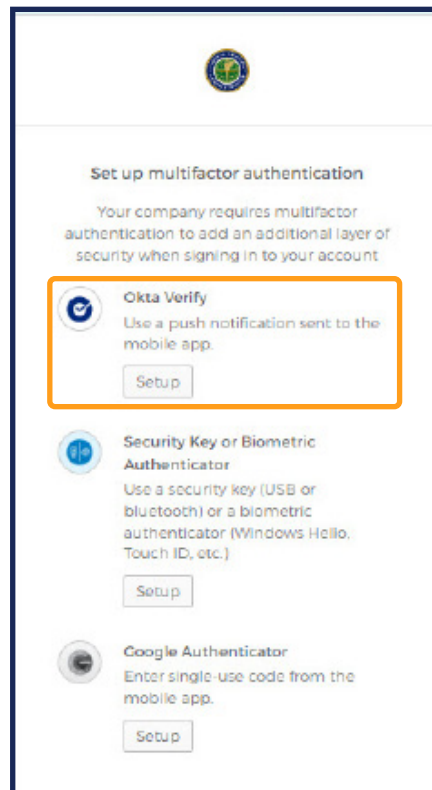 Set up multifactor authentication
Your company requires multifactor
authentication to add an additional layer of
security when signing in to your account
Okta Verify
Use a push notification sent to the
mobile app.
Setup
Security Key or Biometric
Authenticator
Use a security key (USB or
bluetooth) or a biometric
authenticator (Windows Hello,
Touch ID, etc.)
Setup
Google Authenticator
Enter single-use code from the
mobile app.
Setup